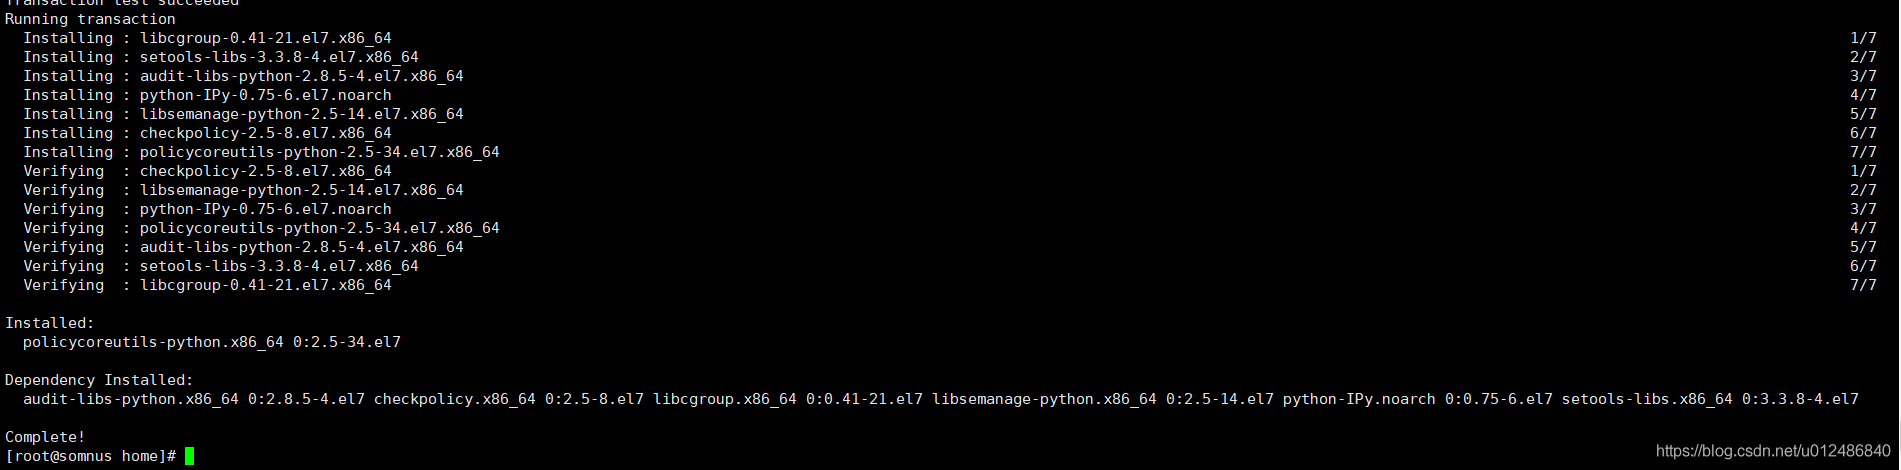 Transaction test succeeded
Running transaction
Installing : libcgroup-0.41-21.el7.x86_64 1/7
Installing : setools-libs-3.3.8-4.el7.x86_64 2/7
Installing : audit-libs-python-2.8.5-4.el7.x86_64 3/7
Installing : python-IPy-0.75-6.el7.noarch 4/7
Installing : libsemanage-python-2.5-14.el7.x86_64 5/7
Installing : checkpolicy-2.5-8.el7.x86_64 6/7
Installing : policycoreutils-python-2.5-34.el7.x86_64 7/7
Verifying  : checkpolicy-2.5-8.el7.x86_64 1/7
Verifying  : libsemanage-python-2.5-14.el7.x86_64 2/7
Verifying  : python-IPy-0.75-6.el7.noarch 3/7
Verifying  : policycoreutils-python-2.5-34.el7.x86_64 4/7
Verifying  : audit-libs-python-2.8.5-4.el7.x86_64 5/7
Verifying  : setools-libs-3.3.8-4.el7.x86_64 6/7
Verifying  : libcgroup-0.41-21.el7.x86_64 7/7
Installed:
policycoreutils-python.x86_64 0:2.5-34.el7
Dependency Installed:
audit-libs-python.x86_64 0:2.8.5-4.el7 checkpolicy.x86_64 0:2.5-8.el7 libcgroup.x86_64 0:0.41-21.el7 libsemanage-python.x86_64 0:2.5-14.el7 python-IPy.noarch 0:0.75-6.el7 setools-libs.x86_64 0:3.3.8-4.el7
Complete!
[root@somnus home]#
https://blog.csdn.net/u012486840